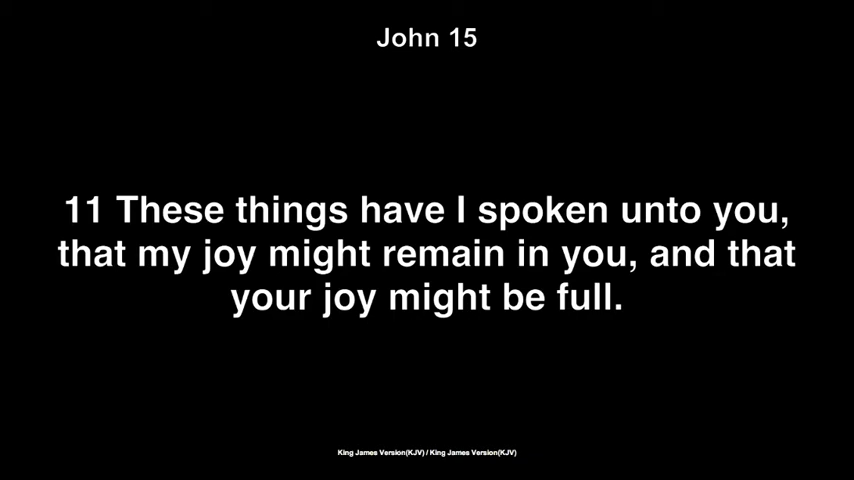 John 15
11 These things have I spoken unto you,
that my joy might remain in you, and that
your joy might be full.
King James Version(KJV) / King James Version(KJV)